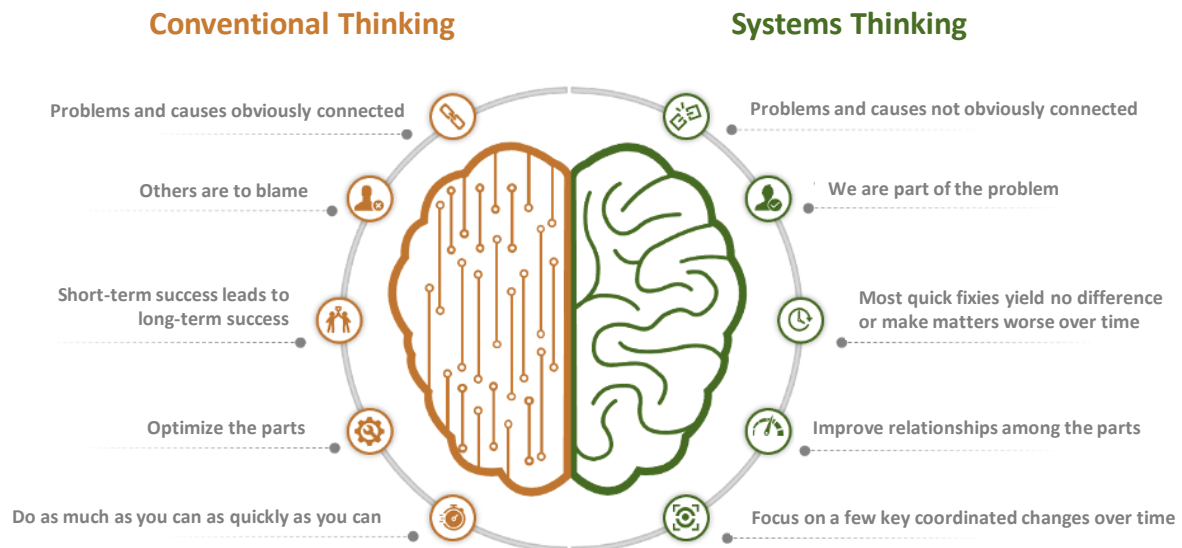 Conventional Thinking
Systems Thinking
Problems and causes obviously connected
Problems and causes not obviously connected
Others are to blame
We are part of the problem
Short-term success leads to
long-term success
Most quick fixies yield no difference
or make matters worse over time
Optimize the parts
Improve relationships among the parts
Do as much as you can as quickly as you can
Focus on a few key coordinated changes over time